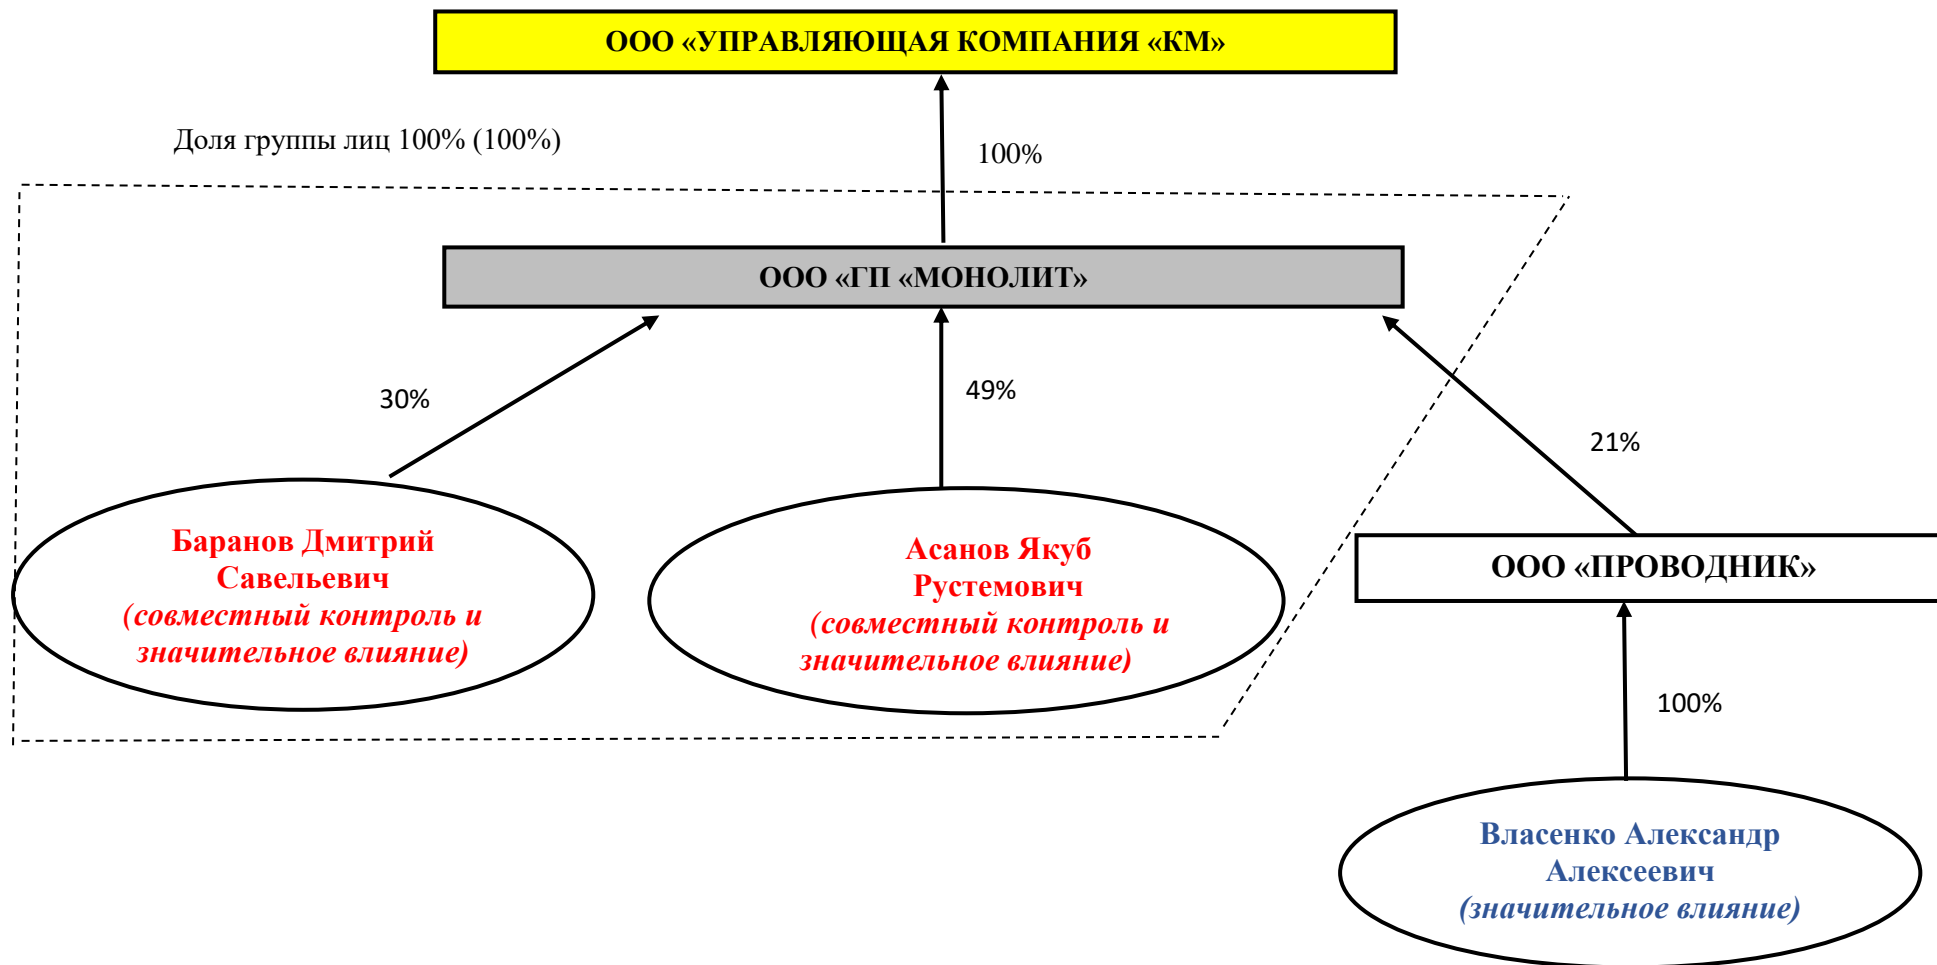 ООО «УПРАВЛЯЮЩАЯ КОМПАНИЯ «КМ»
Доля группы лиц 100% (100%)
100%
ООО «ГП «МОНОЛИТ»
30%
49%
21%
Баранов Дмитрий
Савельевич
(совместный контроль и
значительное влияние)
Асанов Якуб
Рустемович
(совместный контроль и
значительное влияние)
ООО «ПРОВОДНИК»
100%
Власенко Александр
Алексеевич
(значительное влияние)